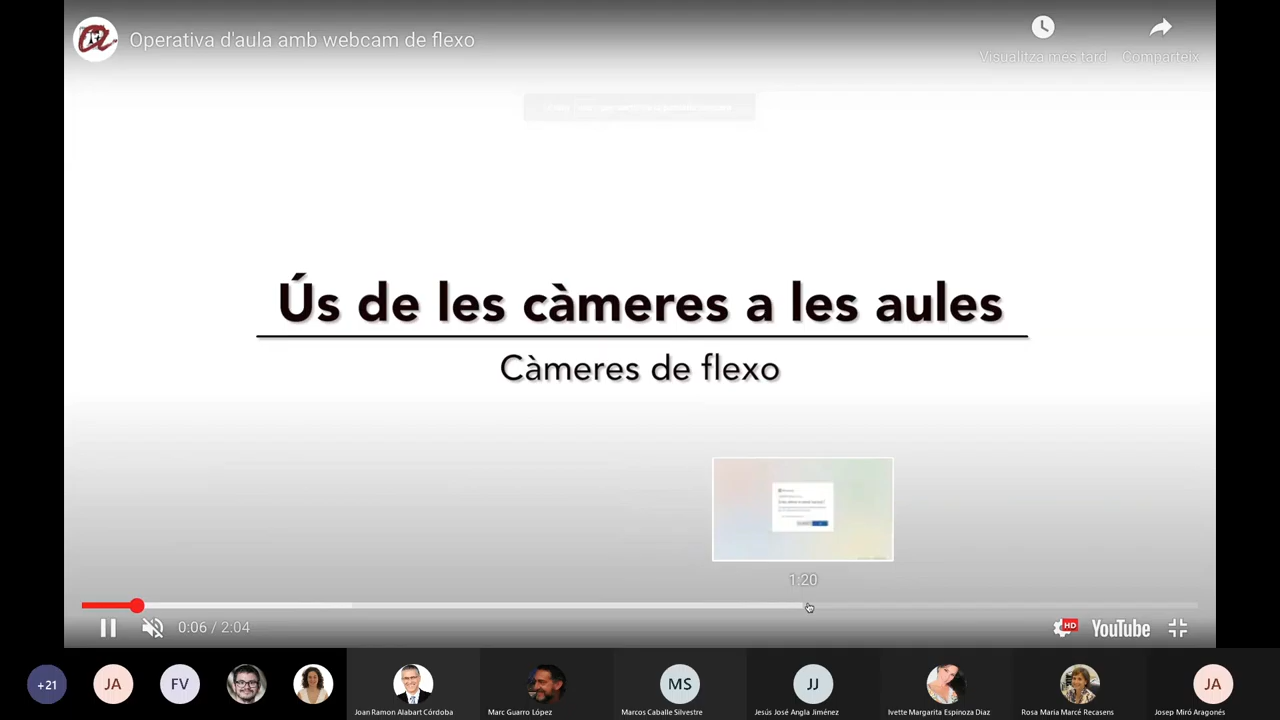 Operativa d'aula amb webcam de flexo
Visualitza més tard
Comparteix
Ús de les càmeres a les aules
Càmeres de flexo
1:20
0:06 / 2:04
HD
YouTube
+21
JA
FV
MS
JJ
JA
Joan Ramon Alabart Córdoba
Marc Guarro López
Marcos Caballe Silvestre
Jesús José Angla Jiménez
Ivette Margarita Espinoza Diaz
Rosa Maria Marcé Recasens
Josep Miró Aragonés